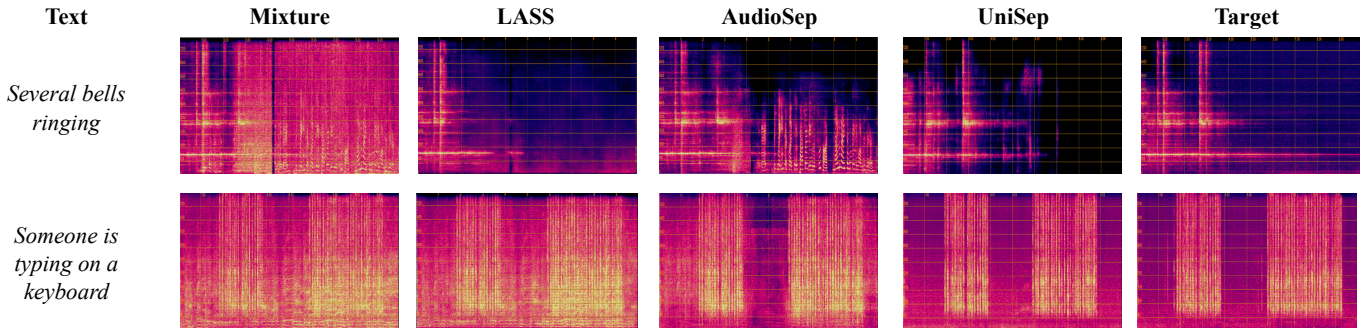 Text Mixture LASS AudioSep UniSep Target
Several bells
ringing
Someone is
typing on a
keyboard